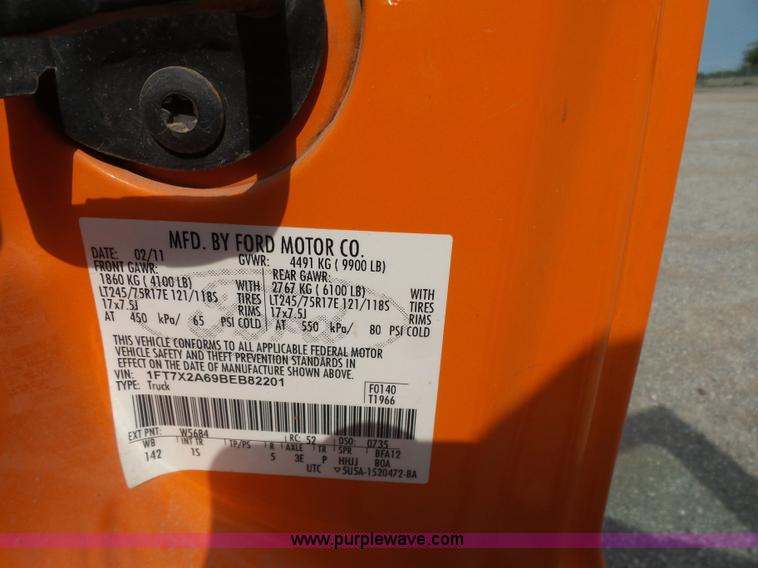 MFD. BY FORD MOTOR CO.
DATE: 02/11 GVWR: 4491 KG ( 9900 LB)
FRONT GAWR: REAR GAWR:
1860 KG ( 4100 LB) WITH 2767 KG ( 6100 LB) WITH
LT245/75R17E 121/118S TIRES LT245/75R17E 121/118S TIRES
17x7.5J RIMS 17x7.5J RIMS
AT 450 kPa/ 65 PSI COLD AT 550 kPa/ 80 PSI COLD
THIS VEHICLE CONFORMS TO ALL APPLICABLE FEDERAL MOTOR
VEHICLE SAFETY AND THEFT PREVENTION STANDARDS IN
EFFECT ON THE DATE OF MANUFACTURE SHOWN ABOVE.
VIN: 1FT7X2A69BEB82201
TYPE: Truck
F0140
T1966
EXT PNT: W5684 RC: 52 DSO: 0735
WB INT TR TP/PS R AXLE TR SPR BFA12
142 1S 5 3E P HHJJ BOA
UTC 5U5A-1520472-BA
www.purplewave.com